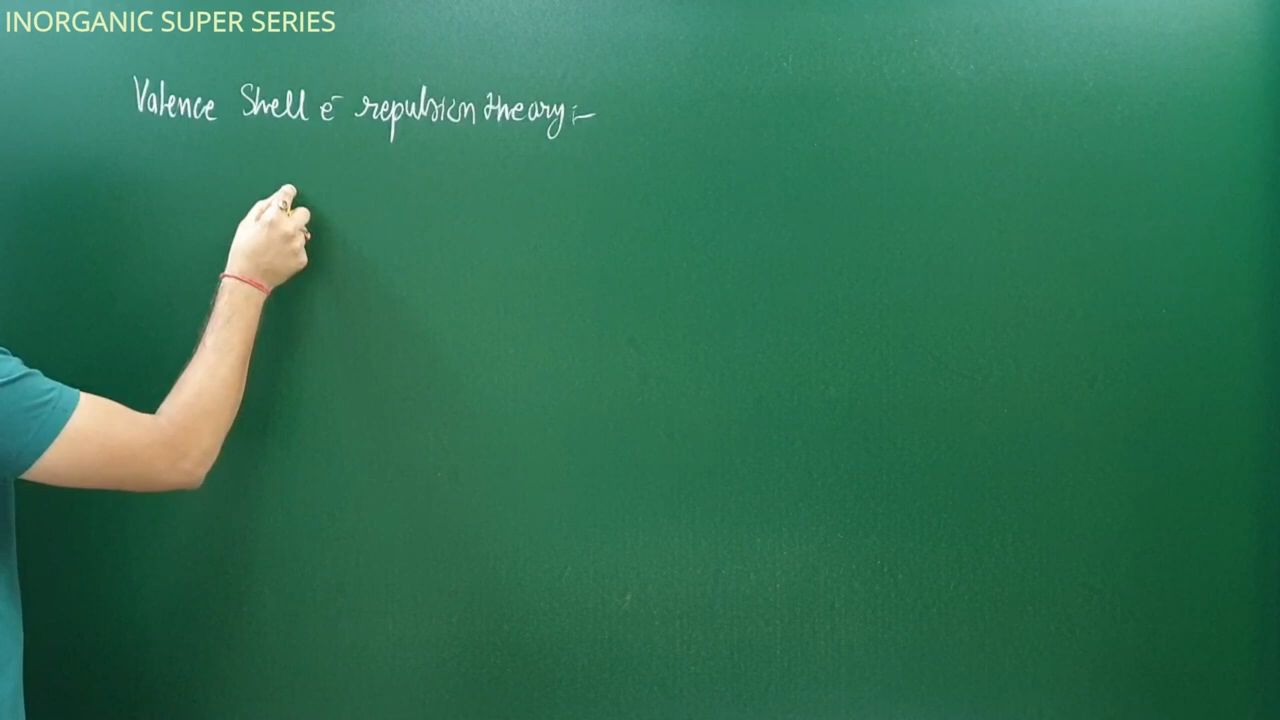 INORGANIC SUPER SERIES
Valence Shell e⁻ repulsion theory :-